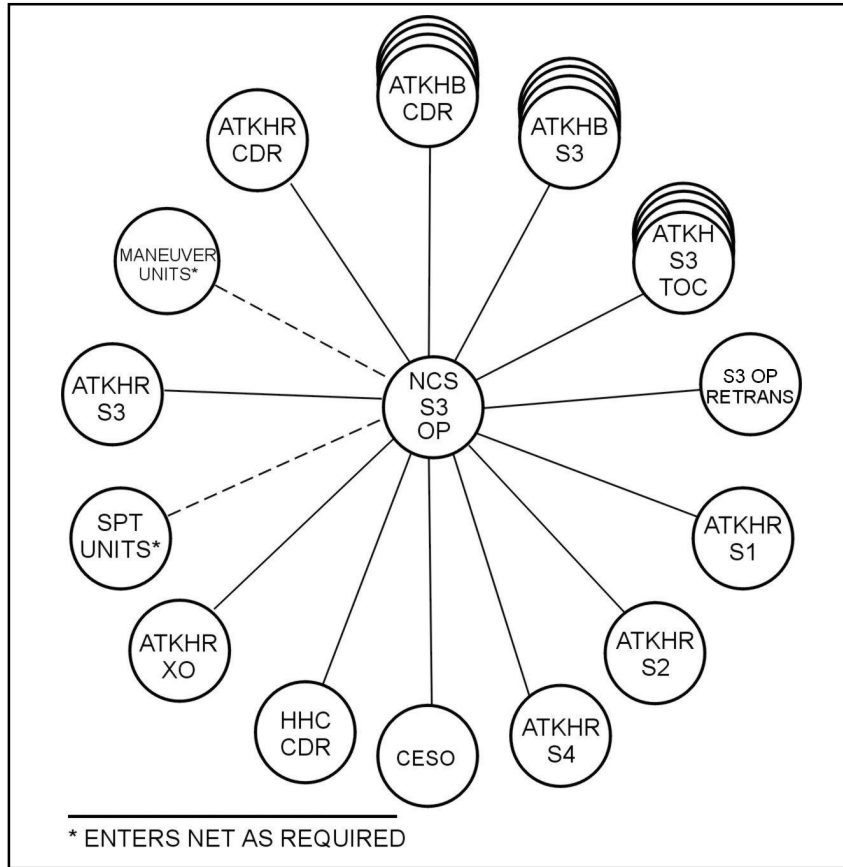 ATKHB
CDR
ATKHB
S3
ATKHR
CDR
ATKH
S3
TOC
MANEUVER
UNITS*
NCS
S3
OP
S3 OP
RETRANS
ATKHR
S3
SPT
UNITS*
ATKHR
S1
ATKHR
XO
ATKHR
S2
HHC
CDR
CESO
ATKHR
S4
* ENTERS NET AS REQUIRED